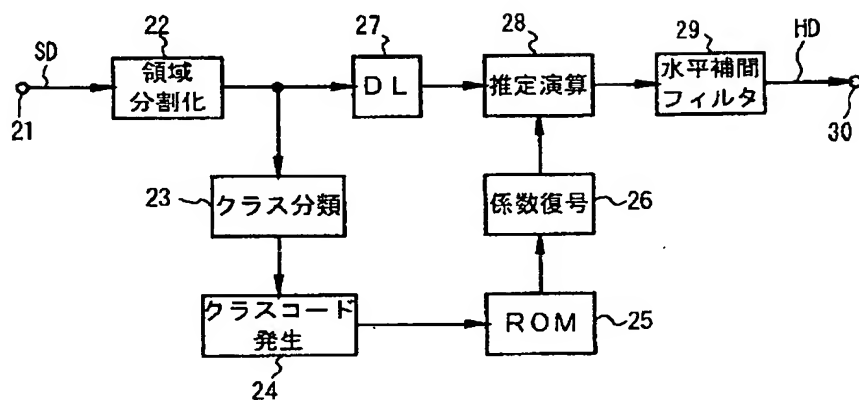 SD
21
22
領域
分割化
27
DL
28
推定演算
29
水平補間
フィルタ
HD
30
23
クラス分類
係数復号
26
クラスコード
発生
24
ROM
25